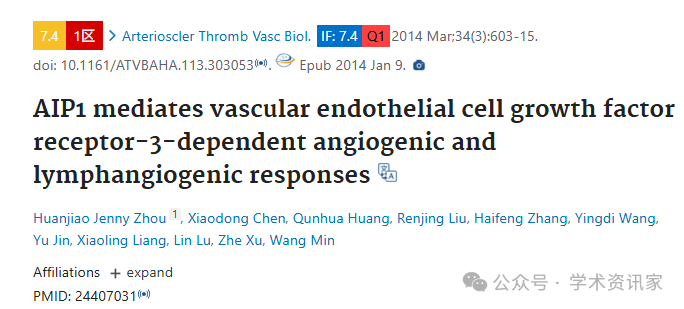 7.4 1区 Arterioscler Thromb Vasc Biol. IF: 7.4 Q1 2014 Mar;34(3):603-15.
doi: 10.1161/ATVBAHA.113.303053. Epub 2014 Jan 9.
AIP1 mediates vascular endothelial cell growth factor
receptor-3-dependent angiogenic and
lymphangiogenic responses
Huanjiao Jenny Zhou 1, Xiaodong Chen, Qunhua Huang, Renjing Liu, Haifeng Zhang, Yingdi Wang,
Yu Jin, Xiaoling Liang, Lin Lu, Zhe Xu, Wang Min
Affiliations + expand
PMID: 24407031
公众号 · 学术资讯家